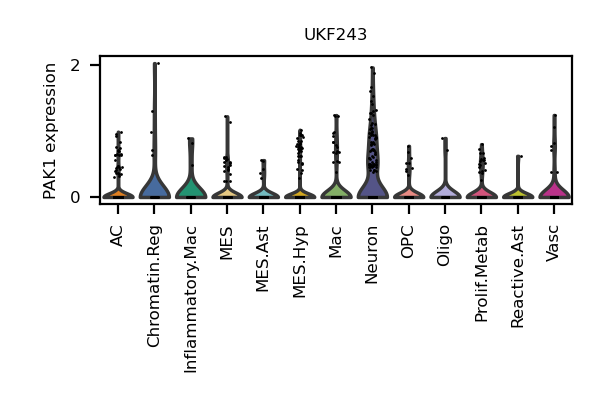 UKF243
PAK1 expression
2
0
AC
Chromatin.Reg
Inflammatory.Mac
MES
MES.Ast
MES.Hyp
Mac
Neuron
OPC
Oligo
Prolif.Metab
Reactive.Ast
Vasc